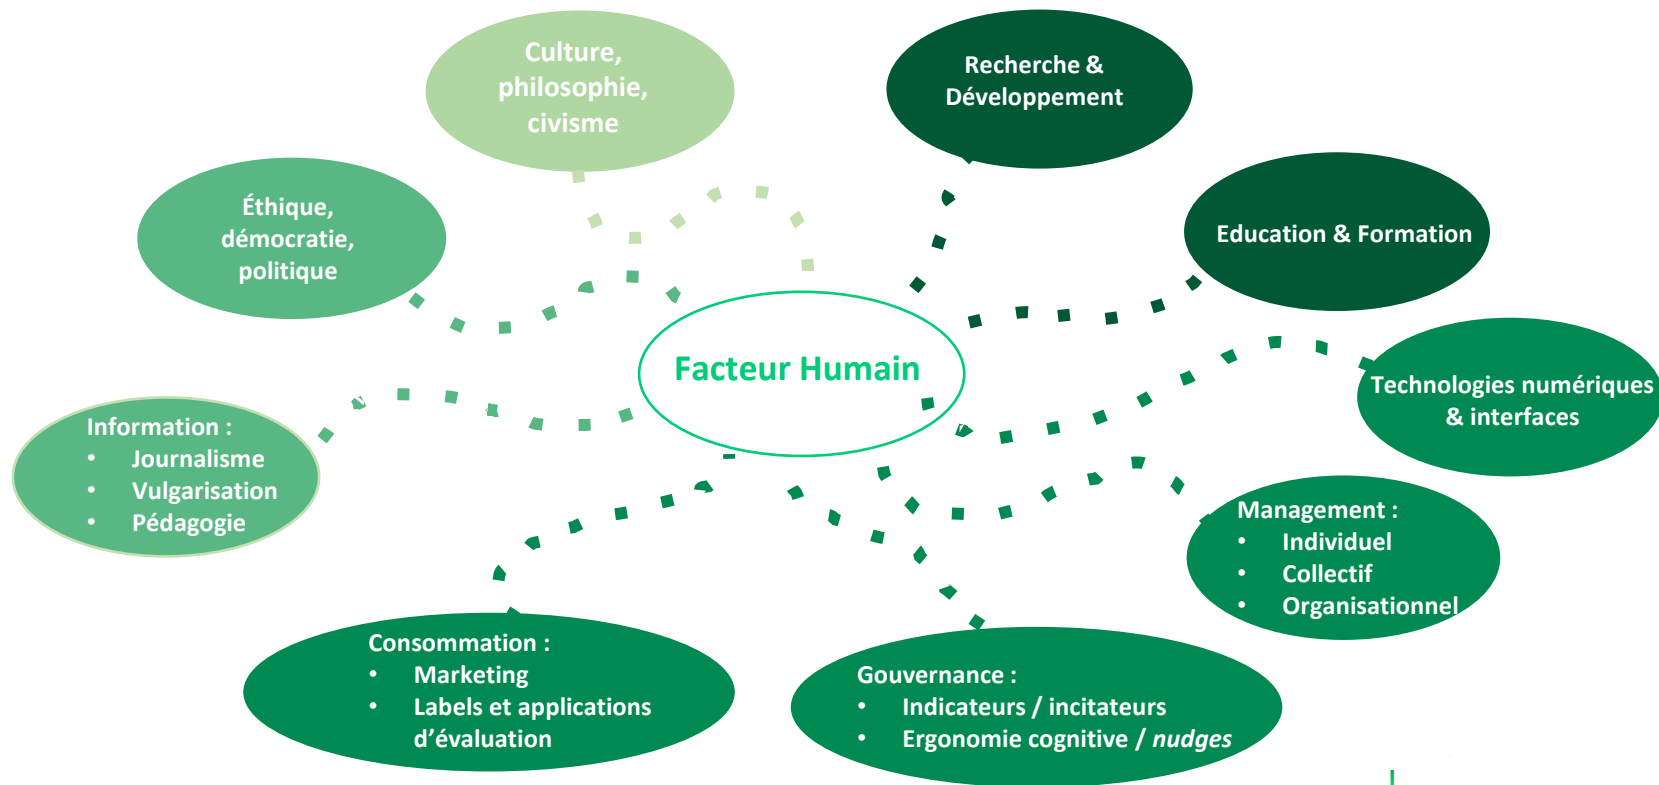 Culture,
philosophie,
civisme
Recherche &
Développement
Éthique,
démocratie,
politique
Education & Formation
Facteur Humain
Technologies numériques
& interfaces
Information :
• Journalisme
• Vulgarisation
• Pédagogie
Management :
• Individuel
• Collectif
• Organisationnel
Consommation :
• Marketing
• Labels et applications
d’évaluation
Gouvernance :
• Indicateurs / incitateurs
• Ergonomie cognitive / nudges